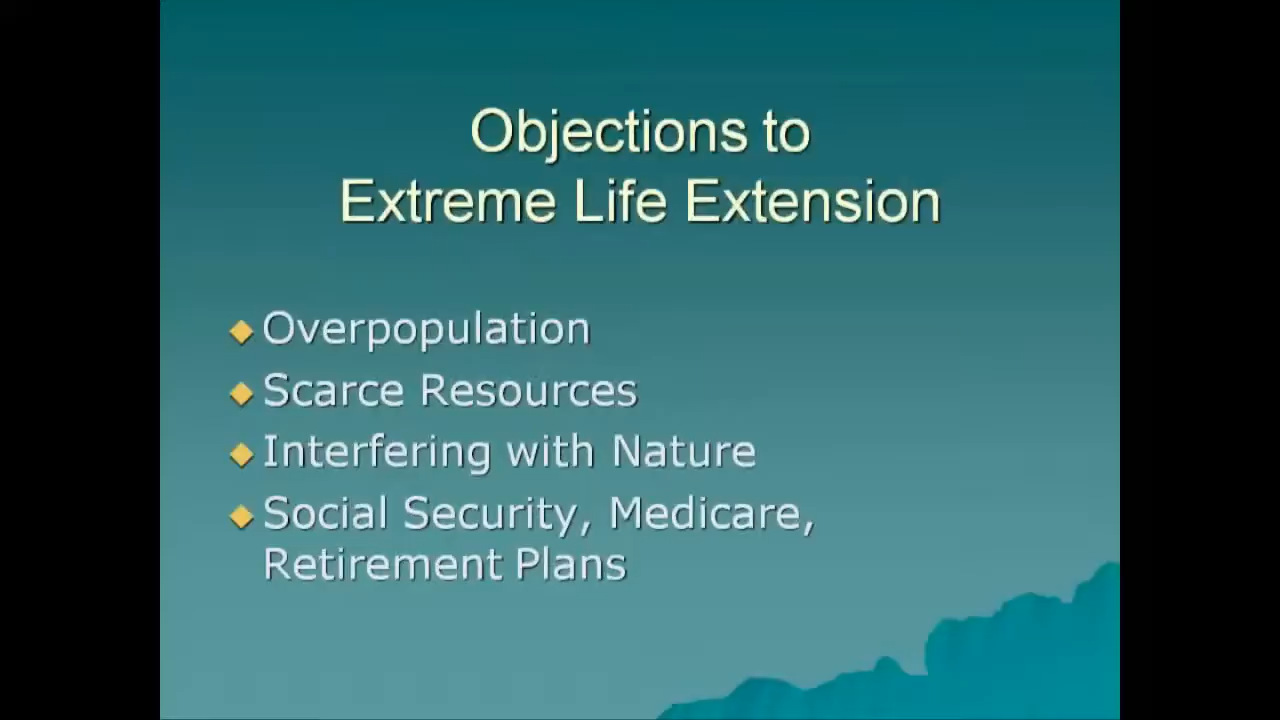 Objections to
Extreme Life Extension
Overpopulation
Scarce Resources
Interfering with Nature
Social Security, Medicare,
Retirement Plans